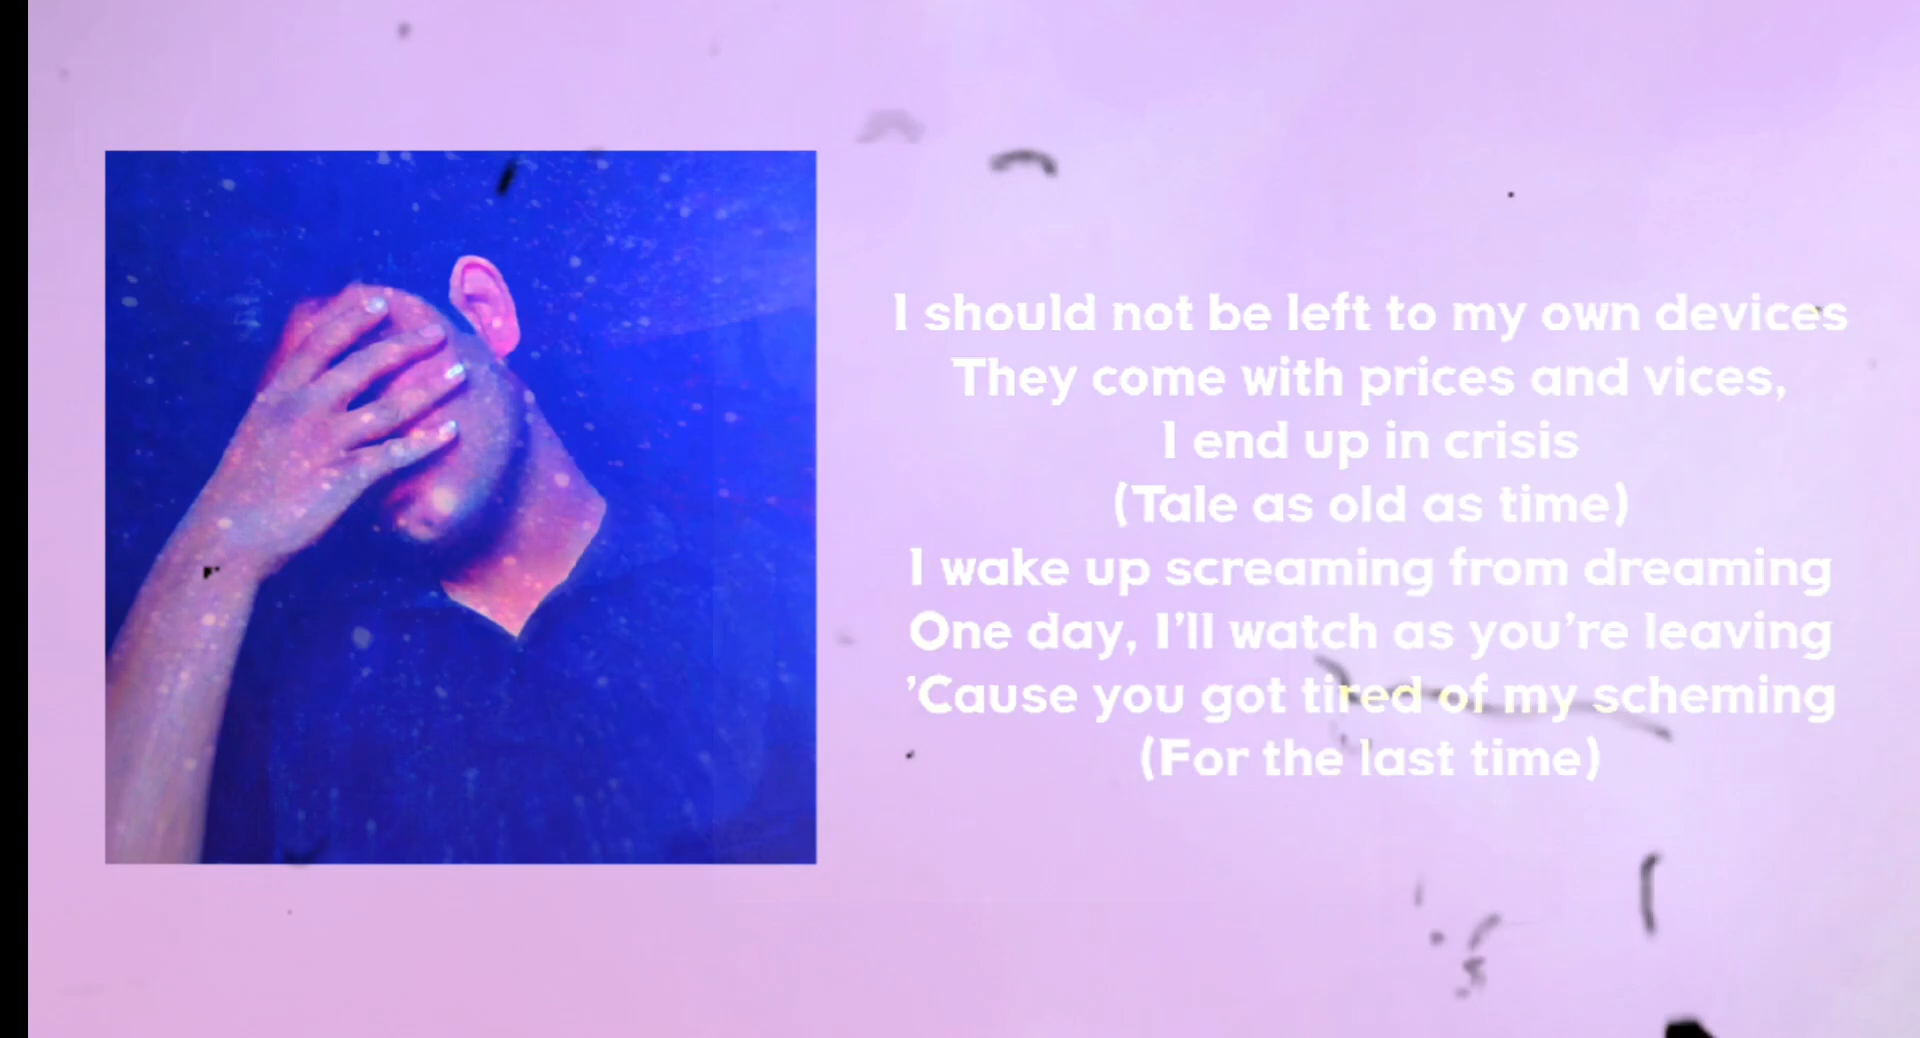 I should not be left to my own devices
They come with prices and vices,
I end up in crisis
(Tale as old as time)
I wake up screaming from dreaming
One day, I'll watch as you're leaving
'Cause you got tired of my scheming
(For the last time)